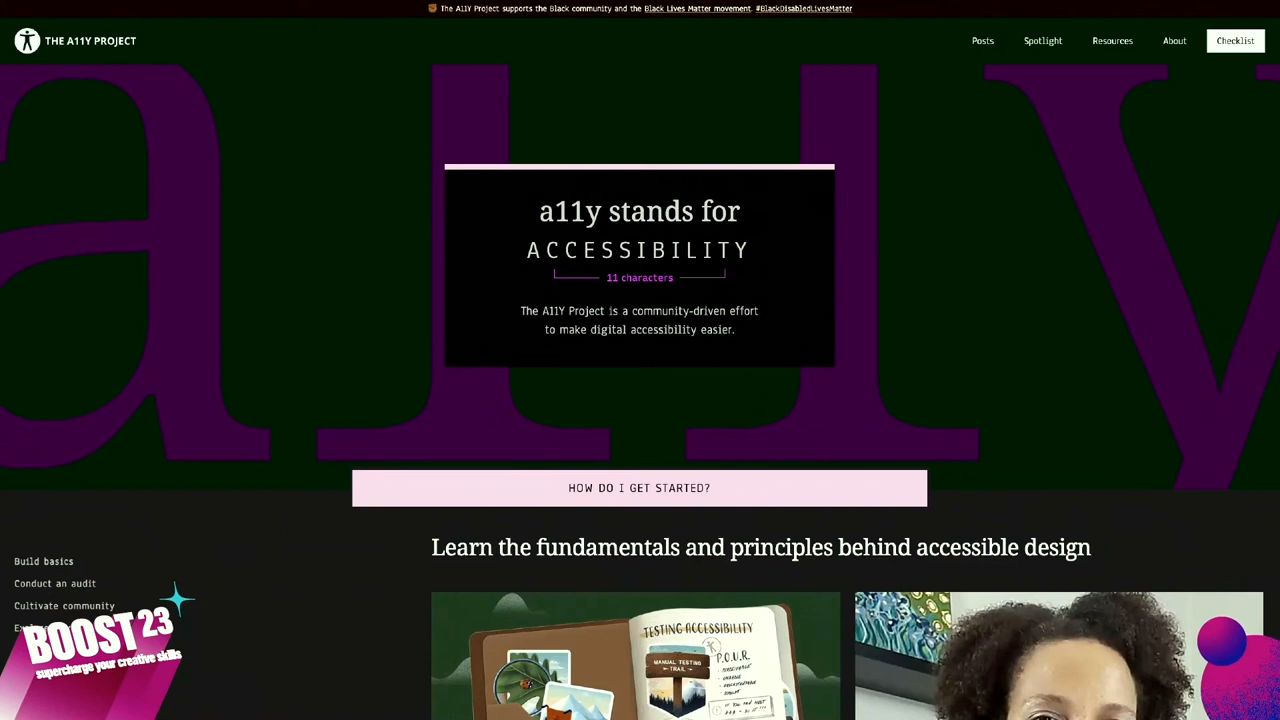 ✊🏾 The A11Y Project supports the Black community and the Black Lives Matter movement. #BlackDisabledLivesMatter
THE A11Y PROJECT
Posts
Spotlight
Resources
About
Checklist
a11y
a11y stands for
ACCESSIBILITY
11 characters
The A11Y Project is a community-driven effort
to make digital accessibility easier.
HOW DO I GET STARTED?
Build basics
Conduct an audit
Cultivate community
Learn the fundamentals and principles behind accessible design
TESTING ACCESSIBILITY
P.O.U.R.
MANUAL TESTING
TRAIL
BOOST 23
supercharge your creative skills